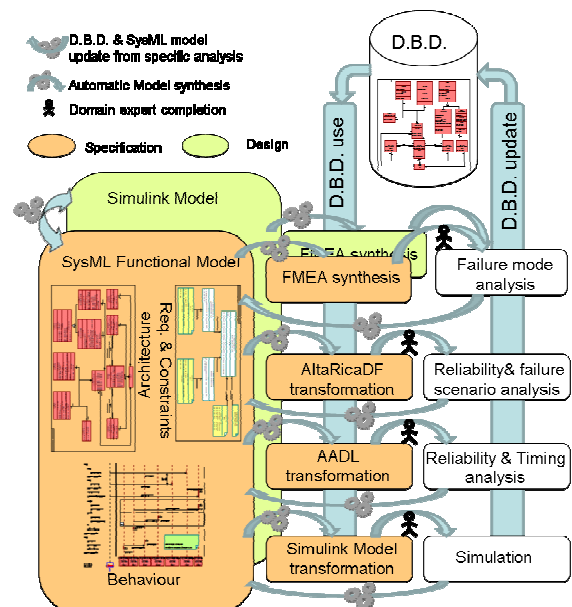 D.B.D. & SysML model
update from specific analysis
Automatic Model synthesis
Domain expert completion
Specification
Design
D.B.D.
D.B.D. use
D.B.D. update
Simulink Model
SysML Functional Model
Architecture
Req. & Constraints
Behaviour
FMEA synthesis
FMEA synthesis
Failure mode
analysis
AltaRicaDF
transformation
Reliability& failure
scenario analysis
AADL
transformation
Reliability & Timing
analysis
Simulink Model
transformation
Simulation